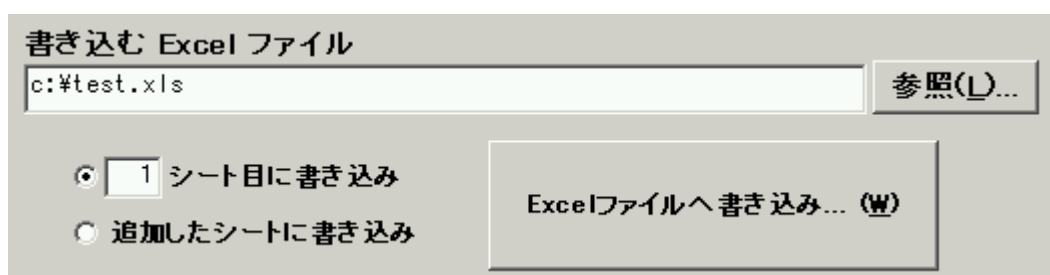 書き込む Excel ファイル
c:¥test.xls
参照(L)...
1 シート目に書き込み
追加したシートに書き込み
Excelファイルへ書き込み... (W)